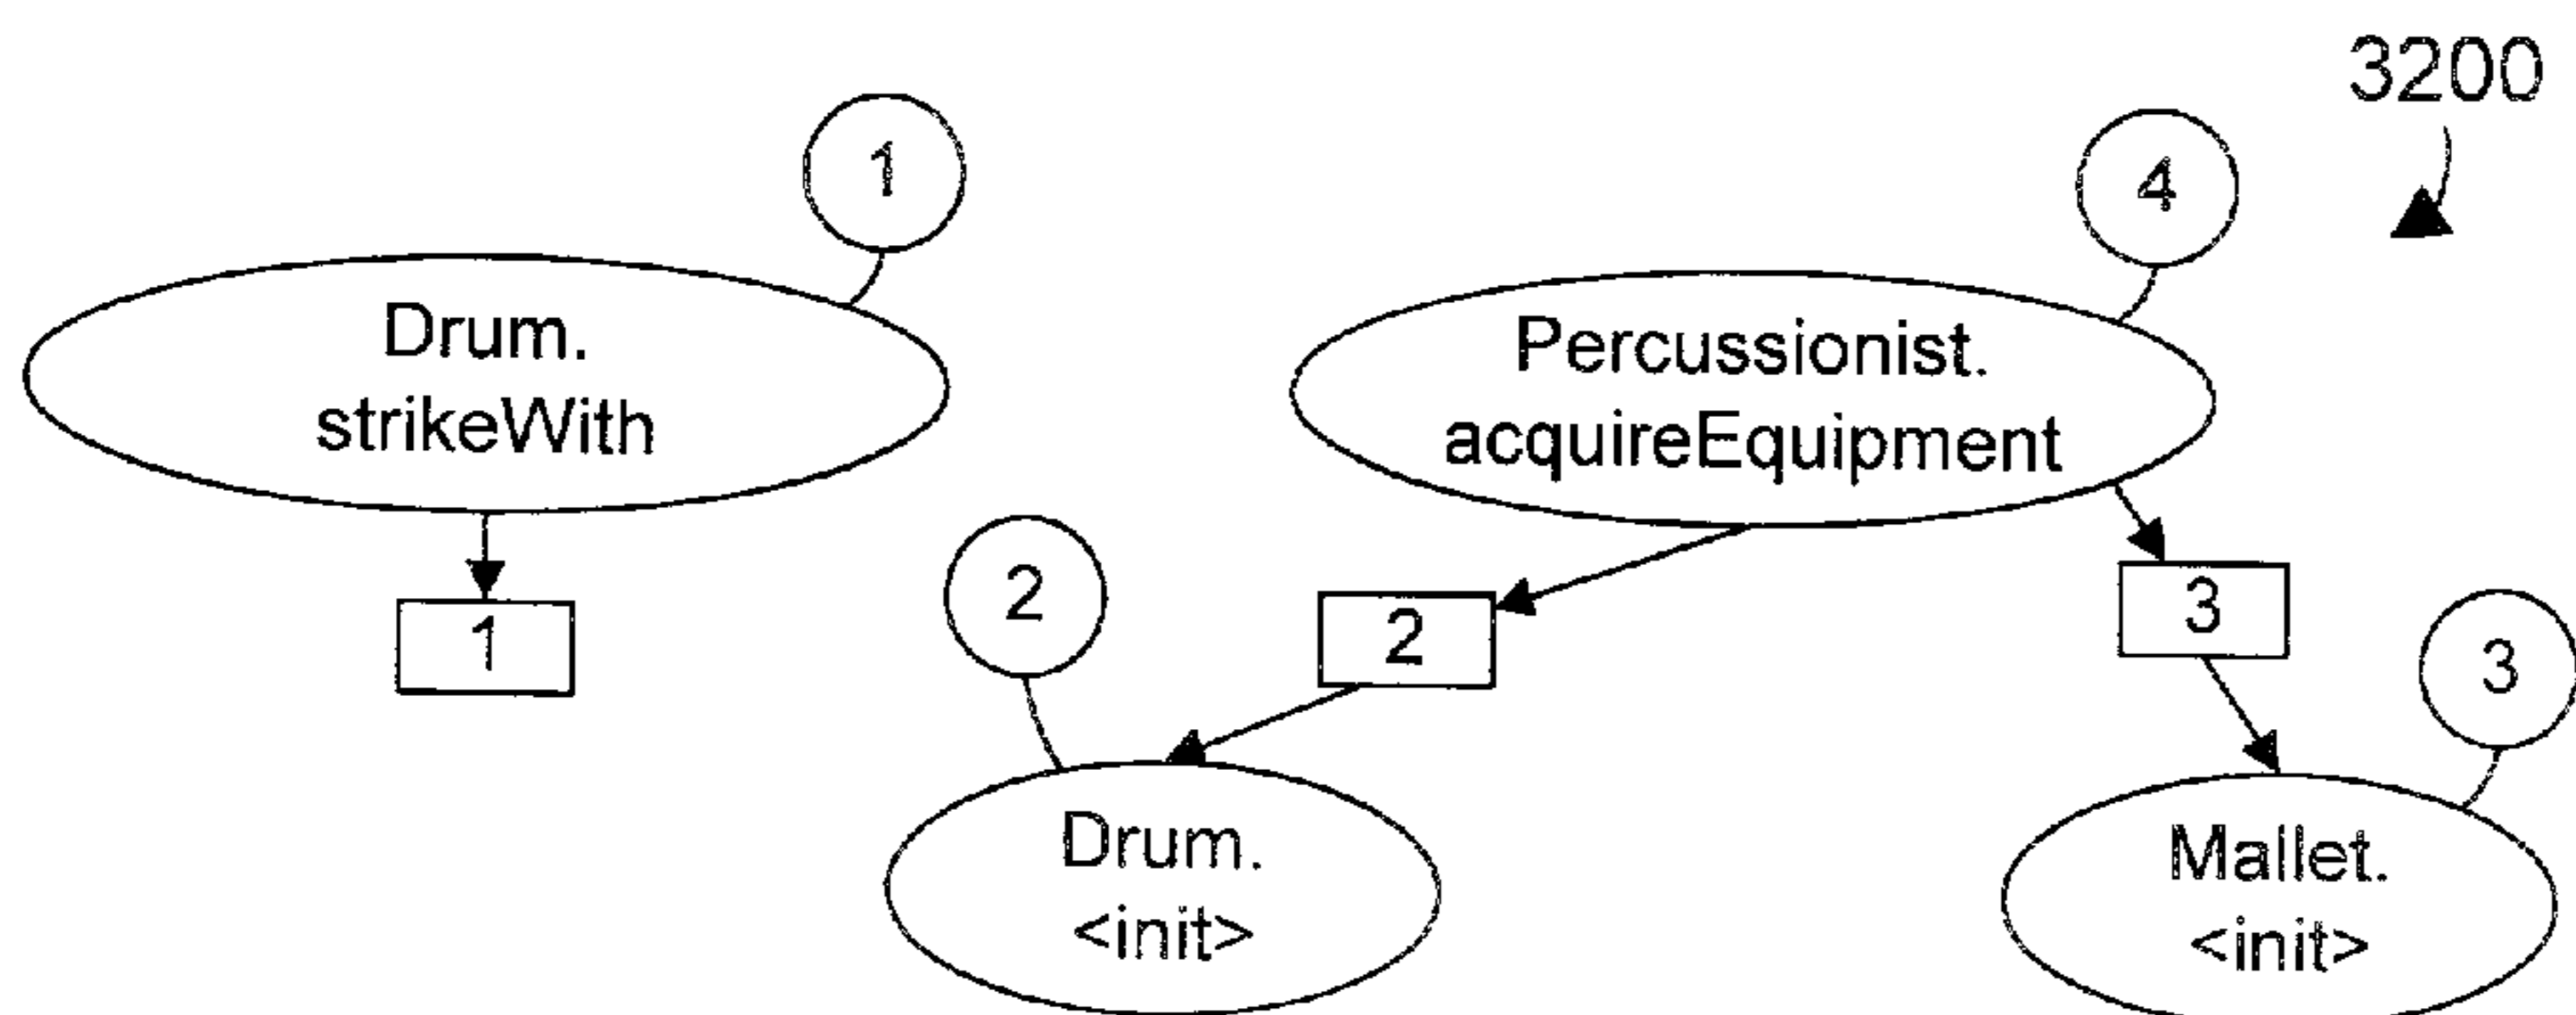 3200
1
4
Drum.
strikeWith
Percussionist.
acquireEquipment
1
2
2
3
3
Drum.
<init>
Mallet.
<init>